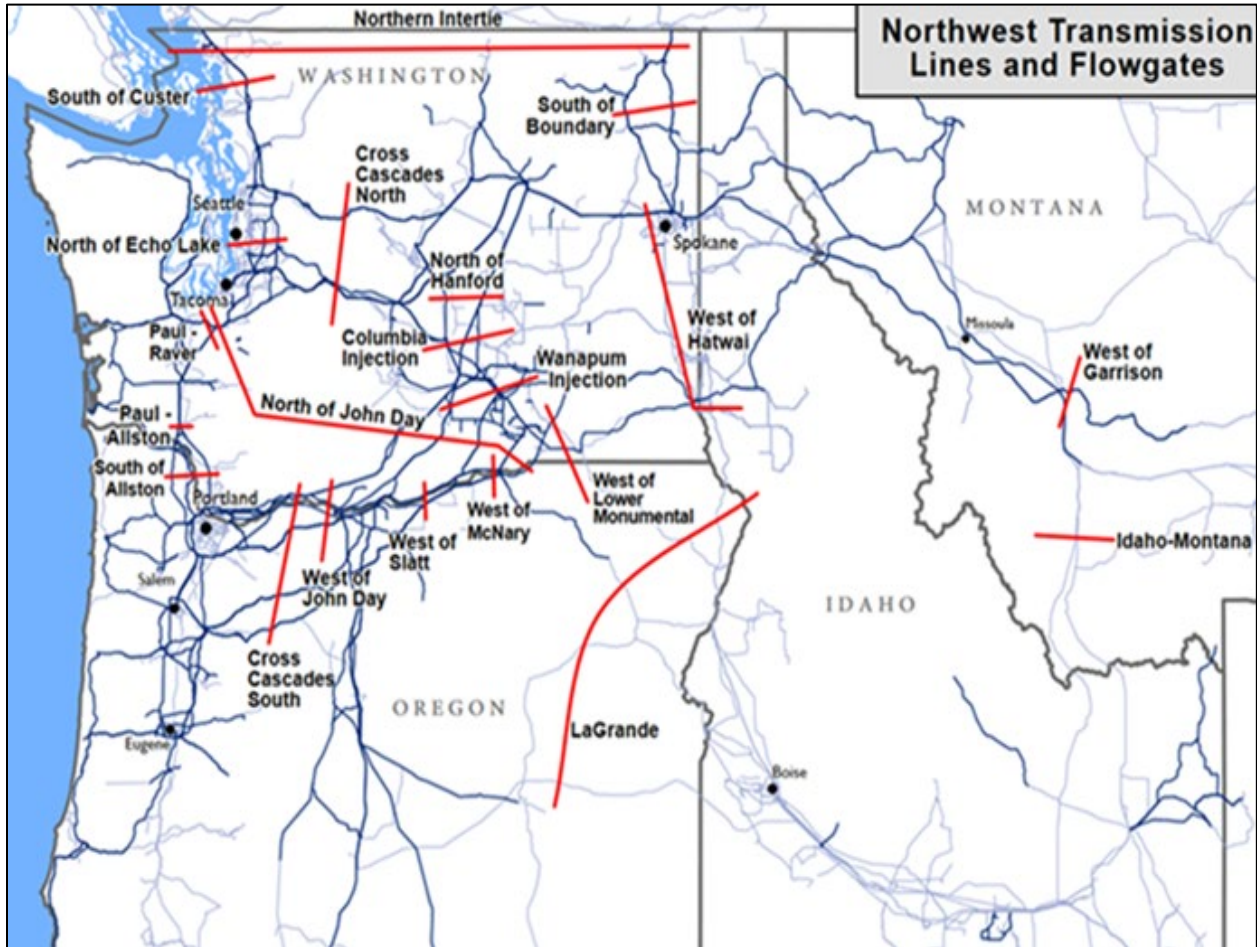 Northern Intertie
Northwest Transmission
Lines and Flowgates
WASHINGTON
South of Custer
South of
Boundary
Cross
Cascades
North
Seattle
MONTANA
North of Echo Lake
Spokane
North of
Hanford
Tacoma
Paul -
Raver
Columbia
Injection
West of
Hatwai
Missoula
West of
Garrison
Wanapum
Injection
North of John Day
Paul -
Allston
South of
Allston
Portland
West of
Lower
Monumental
West of
McNary
West of
Slatt
Idaho-Montana
West of
John Day
Salem
IDAHO
Cross
Cascades
South
OREGON
LaGrande
Eugene
Boise